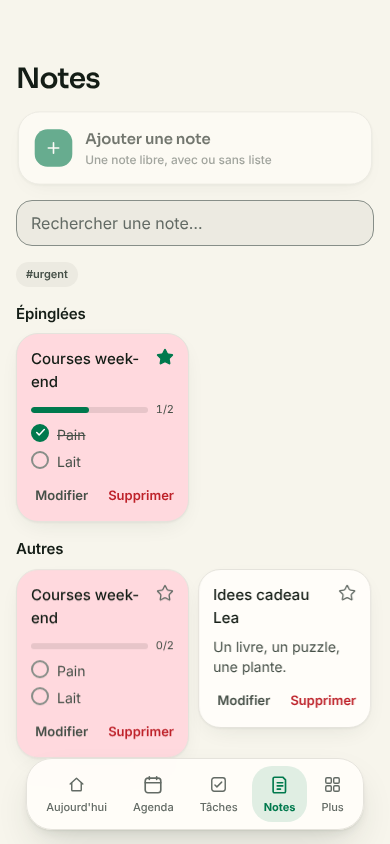 Notes
Ajouter une note
Une note libre, avec ou sans liste
Rechercher une note...
#urgent
Épinglées
Courses week-
end
1/2
Pain
Lait
Modifier Supprimer
Autres
Courses week-
end
0/2
Pain
Lait
Modifier Supprimer
Idees cadeau
Lea
Un livre, un puzzle,
une plante.
Modifier Supprimer
Aujourd'hui Agenda Tâches Notes Plus